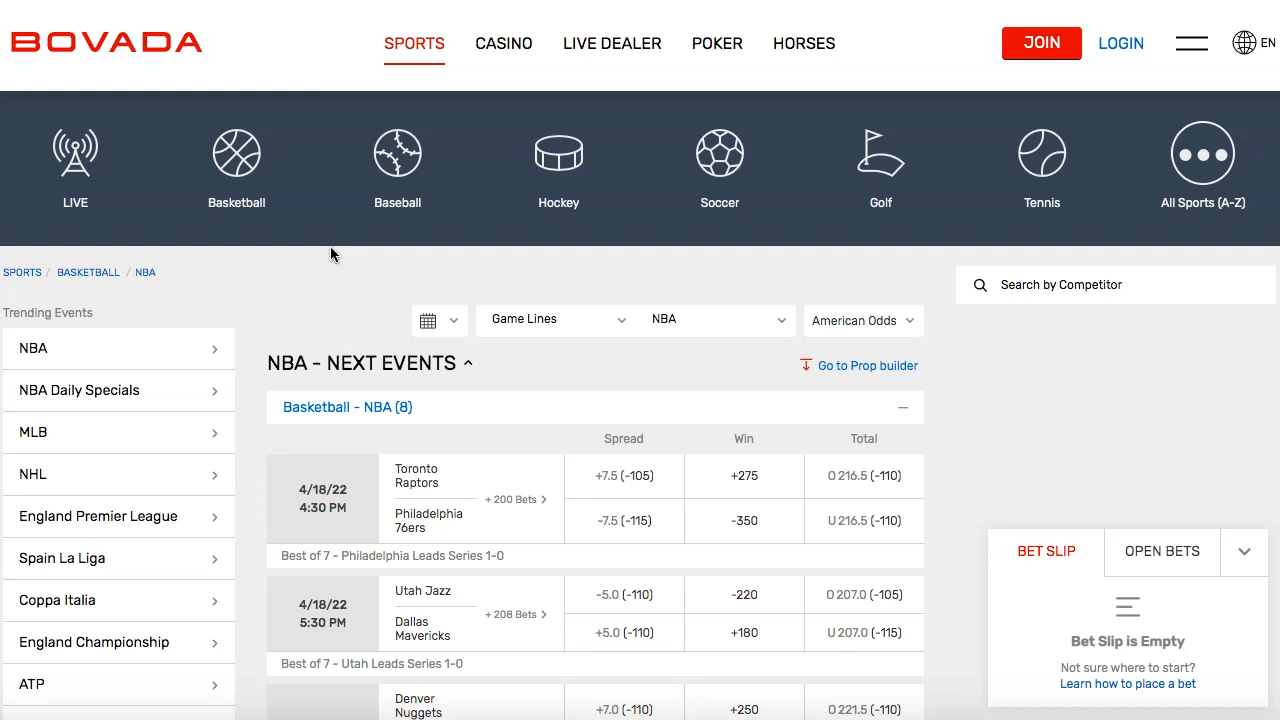 BOVADA
SPORTS CASINO LIVE DEALER POKER HORSES
JOIN LOGIN EN
LIVE Basketball Baseball Hockey Soccer Golf Tennis All Sports (A-Z)
SPORTS / BASKETBALL / NBA
Search by Competitor
Trending Events
NBA
NBA Daily Specials
MLB
NHL
England Premier League
Spain La Liga
Coppa Italia
England Championship
ATP
Game Lines NBA American Odds
NBA - NEXT EVENTS
Go to Prop builder
Basketball - NBA (8)
Spread Win Total
4/18/22
4:30 PM
Toronto
Raptors
Philadelphia
76ers
+ 200 Bets
+7.5 (-105) +275 O 216.5 (-110)
-7.5 (-115) -350 U 216.5 (-110)
Best of 7 - Philadelphia Leads Series 1-0
4/18/22
5:30 PM
Utah Jazz
Dallas
Mavericks
+ 208 Bets
-5.0 (-110) -220 O 207.0 (-105)
+5.0 (-110) +180 U 207.0 (-115)
Best of 7 - Utah Leads Series 1-0
Denver
Nuggets
+7.0 (-110) +250 O 221.5 (-110)
BET SLIP OPEN BETS
Bet Slip is Empty
Not sure where to start?
Learn how to place a bet